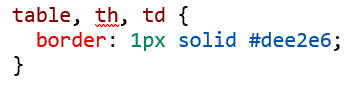 table, th, td {
  border: 1px solid #dee2e6;
}